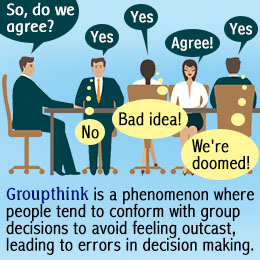 So, do we
agree?
Yes
Yes
Agree!
Yes
No
Bad idea!
We're
doomed!
Groupthink is a phenomenon where
people tend to conform with group
decisions to avoid feeling outcast,
leading to errors in decision making.